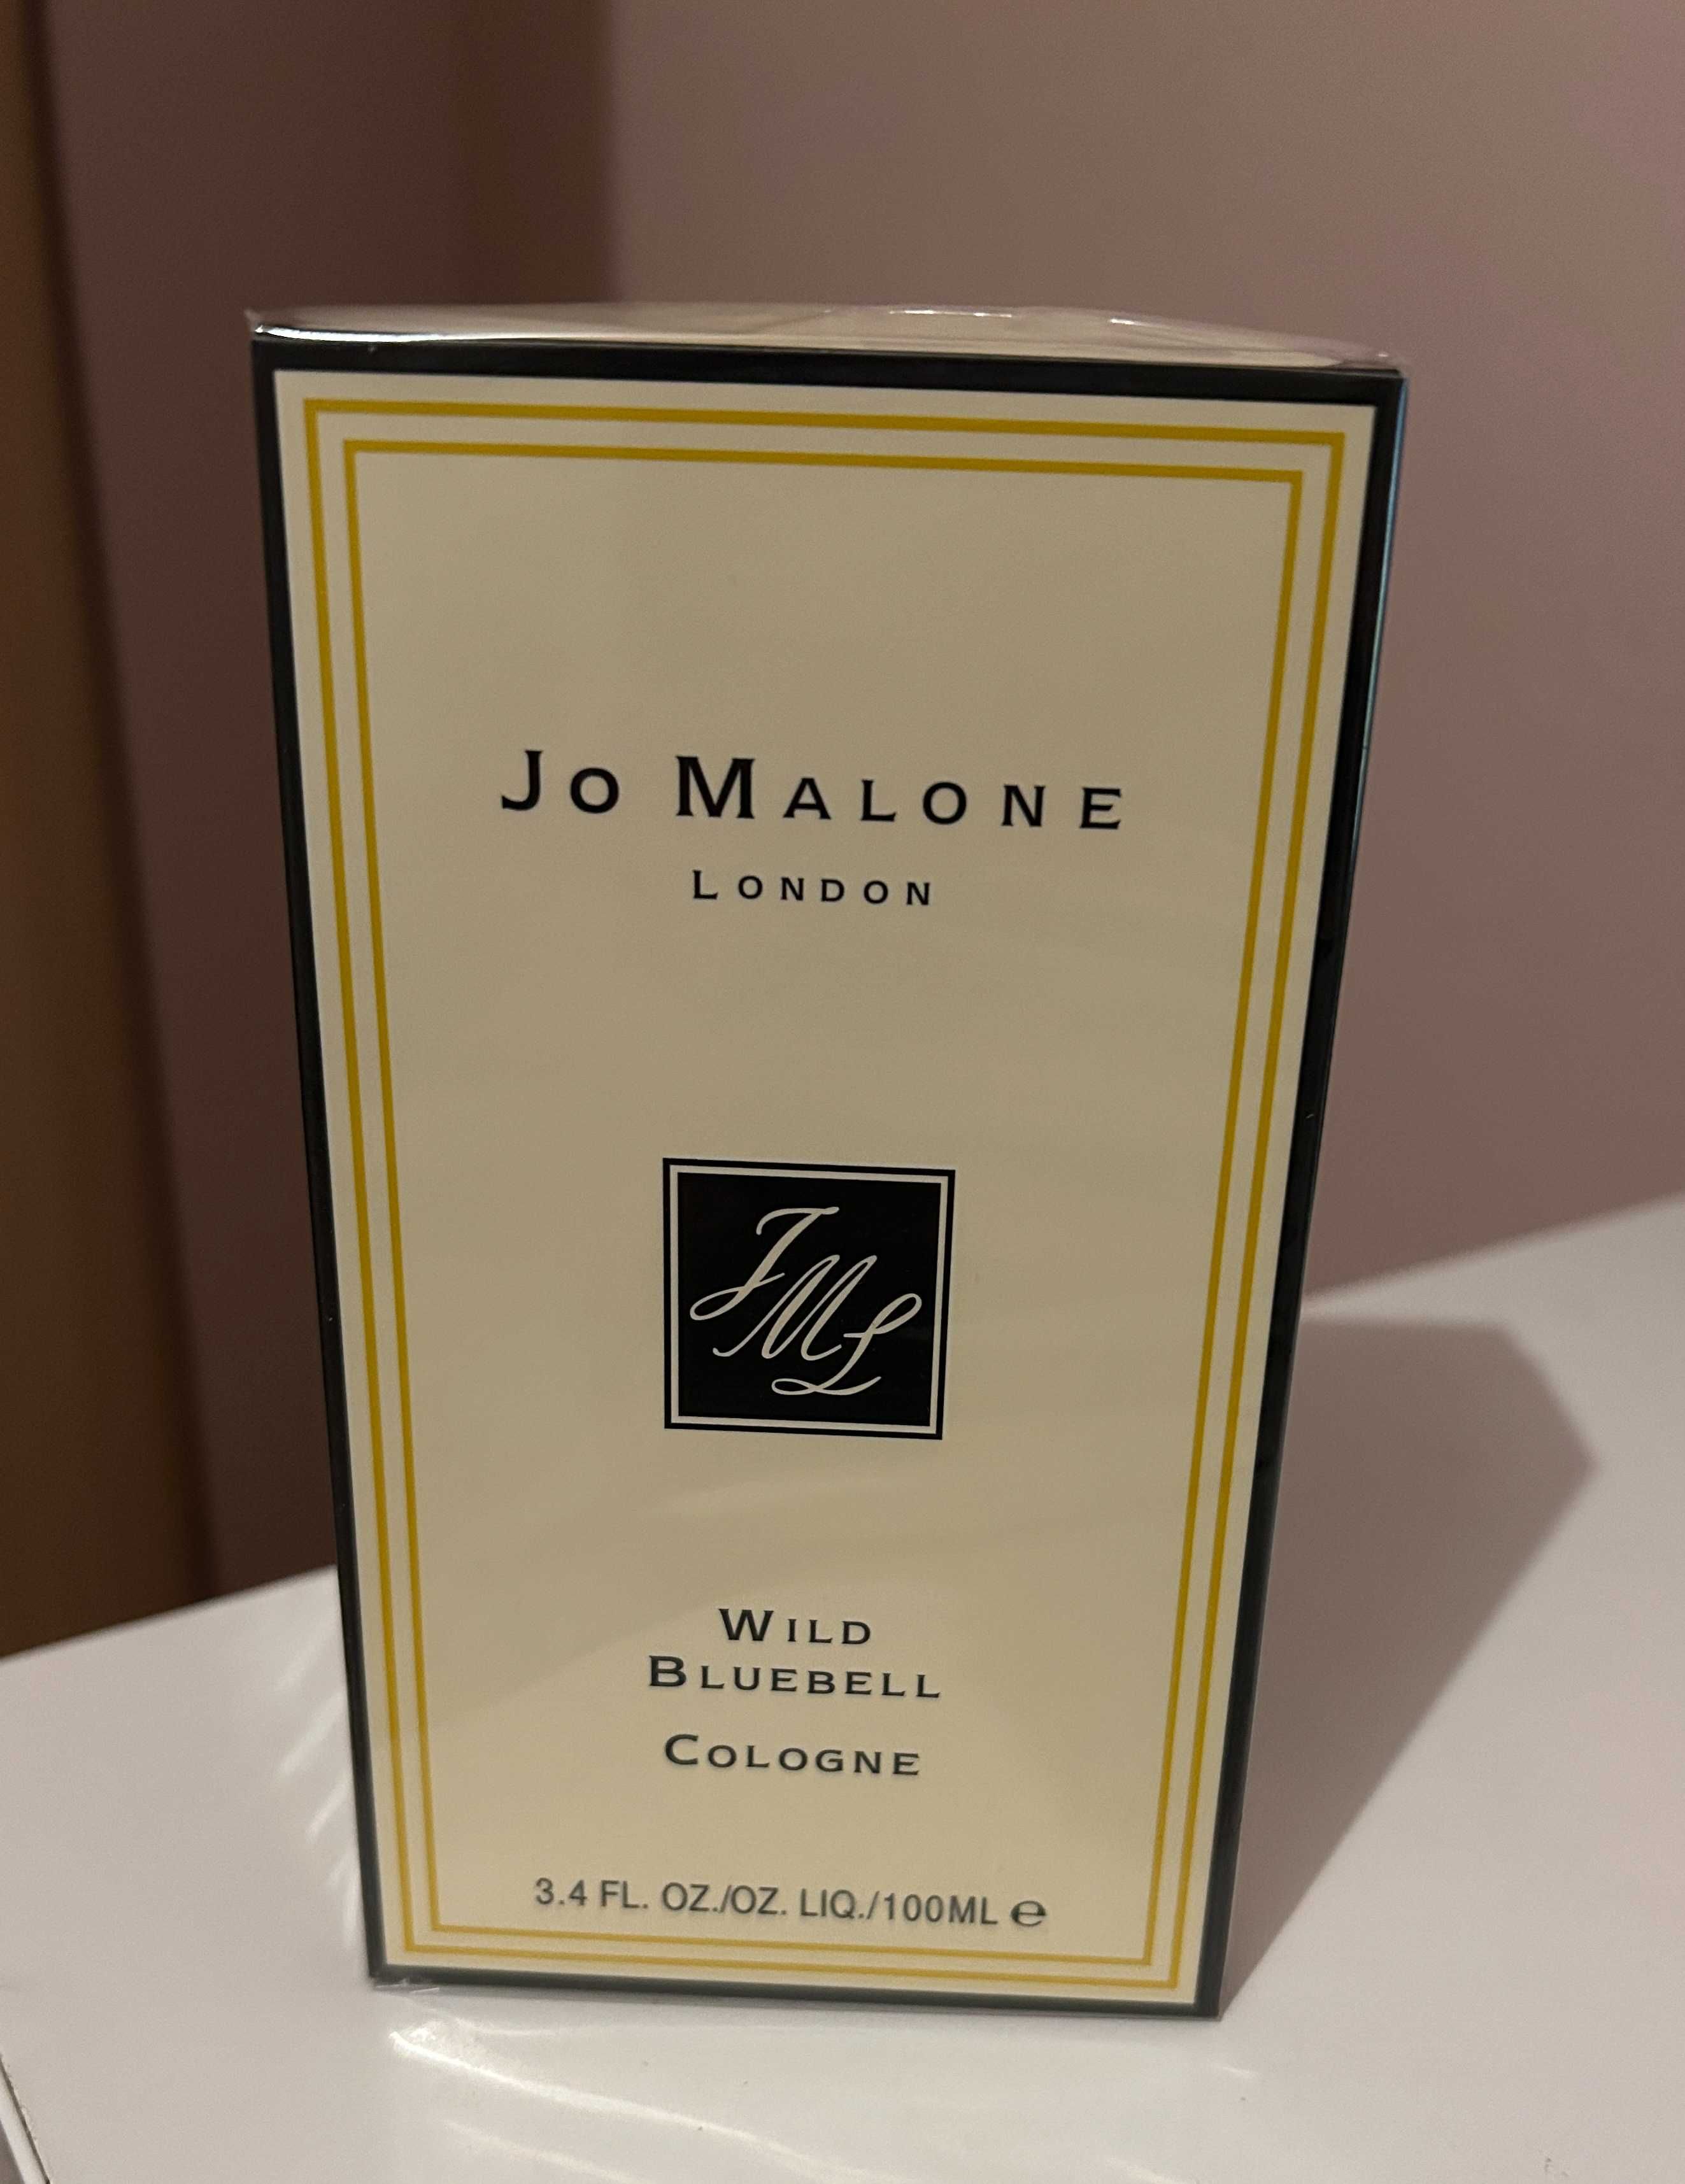 Jo Malone
London
JML
Wild
Bluebell
Cologne
3.4 FL. OZ./OZ. LIQ./100ML ℮